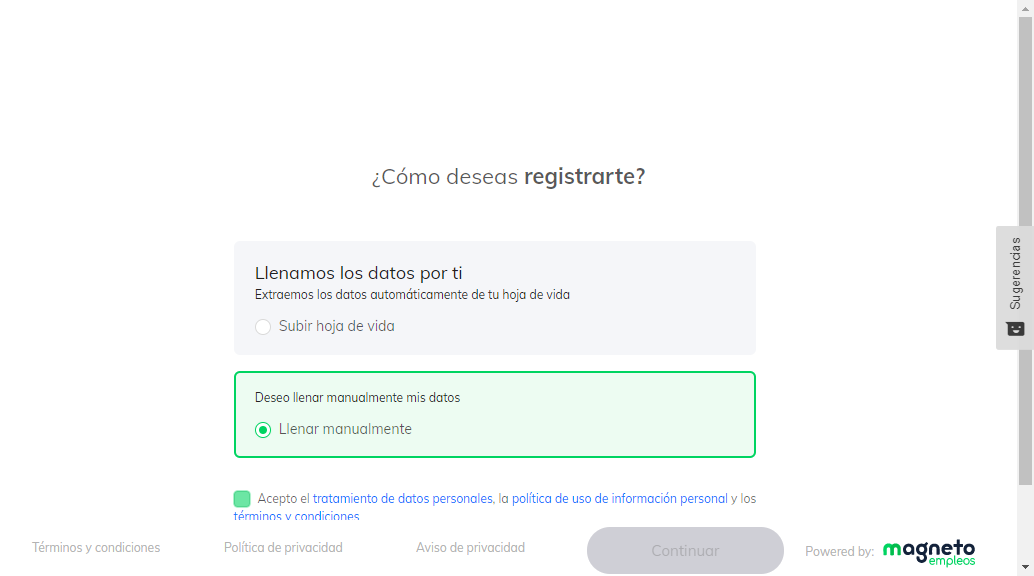 ¿Cómo deseas registrarte?
Llenamos los datos por ti
Extraemos los datos automáticamente de tu hoja de vida
Subir hoja de vida
Deseo llenar manualmente mis datos
Llenar manualmente
Acepto el tratamiento de datos personales, la política de uso de información personal y los
términos y condiciones
Términos y condiciones
Política de privacidad
Aviso de privacidad
Continuar
Powered by: magneto
empleos
Sugerencias